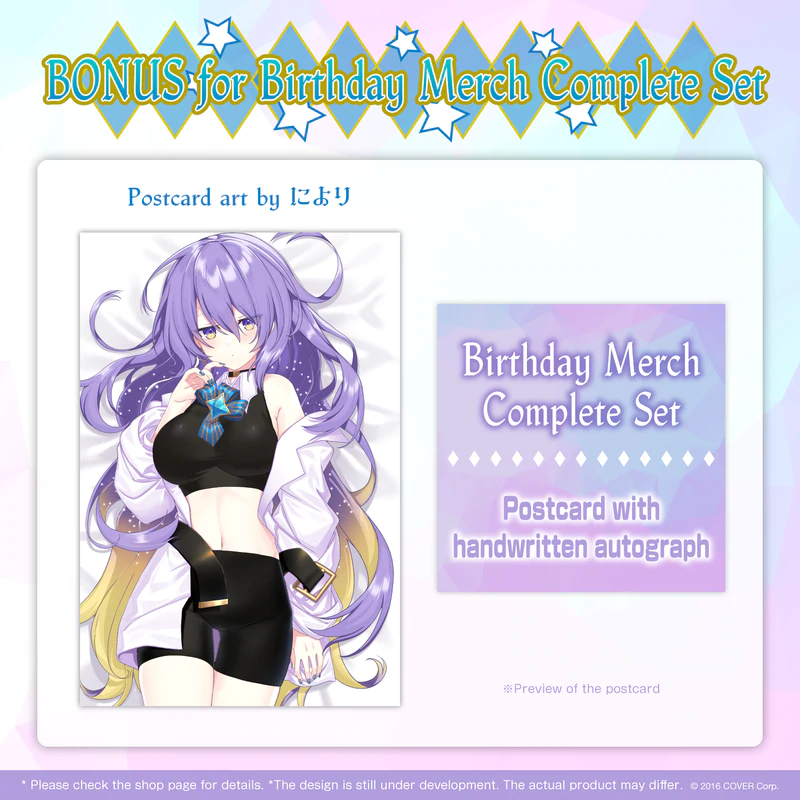 BONUS for Birthday Merch Complete Set
Postcard art by により
Birthday Merch
Complete Set
Postcard with
handwritten autograph
※Preview of the postcard
* Please check the shop page for details. *The design is still under development. The actual product may differ. © 2016 COVER Corp.